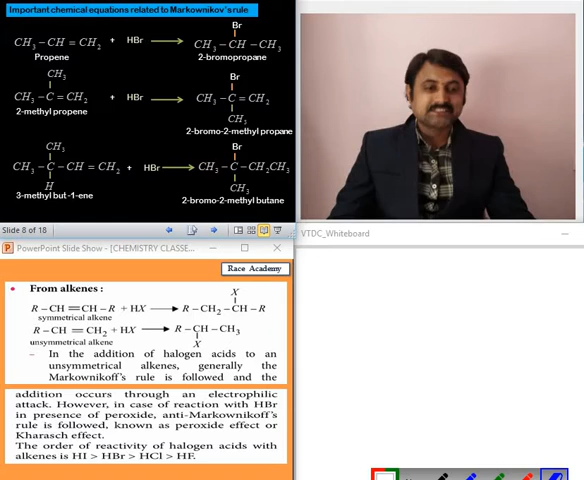 Important chemical equations related to Markownikov's rule
Br
CH₃−CH=CH₂ + HBr ⟶ CH₃−CH−CH₃
Propene 2-bromopropane
CH₃ Br
CH₃−C=CH₂ + HBr ⟶ CH₃−C=CH₂
CH₃
2-methyl propene 2-bromo-2-methyl propane
CH₃ Br
CH₃−C−CH=CH₂ + HBr ⟶ CH₃−C−CH₂CH₃
H CH₃
3-methyl but-1-ene 2-bromo-2-methyl butane
Slide 8 of 18
VTDC_Whiteboard
PowerPoint Slide Show - [CHEMISTRY CLASSE...
Race Academy
• From alkenes :
X
R−CH=CH−R + HX ⟶ R−CH₂−CH−R
symmetrical alkene
R−CH=CH₂ + HX ⟶ R−CH−CH₃
unsymmetrical alkene X
– In the addition of halogen acids to an
unsymmetrical alkenes, generally the
Markownikoff's rule is followed and the
addition occurs through an electrophilic
attack. However, in case of reaction with HBr
in presence of peroxide, anti-Markownikoff's
rule is followed, known as peroxide effect or
Kharasch effect.
The order of reactivity of halogen acids with
alkenes is HI > HBr > HCl > HF.